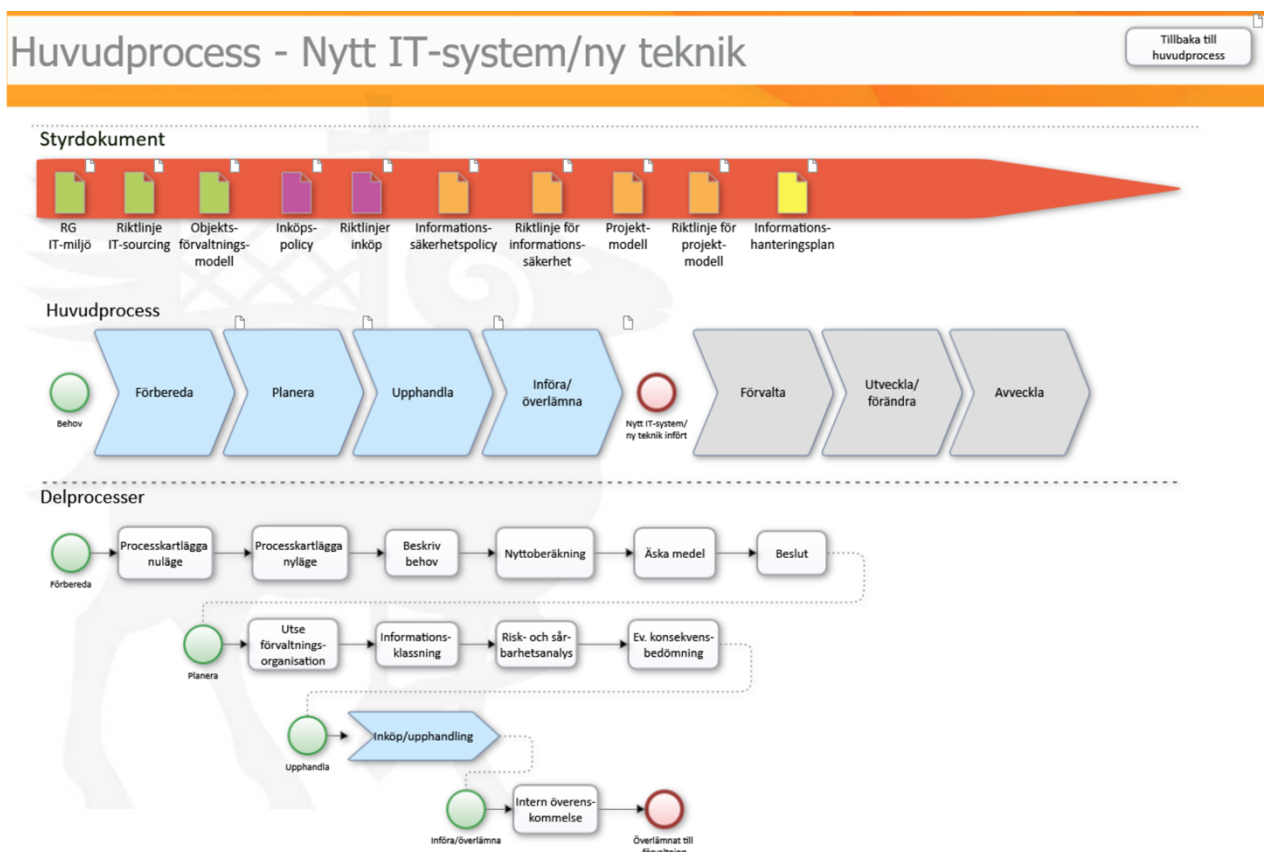 Huvudprocess - Nytt IT-system/ny teknik
Tillbaka till
huvudprocess
Styrdokument
RG
IT-miljö
Riktlinje
IT-sourcing
Objekts-
förvaltnings-
modell
Inköps-
policy
Riktlinjer
inköp
Informations-
säkerhetspolicy
Riktlinje för
informations-
säkerhet
Projekt-
modell
Riktlinje för
projekt-
modell
Informations-
hanteringsplan
Huvudprocess
Behov
Förbereda
Planera
Upphandla
Införa/
överlämna
Nytt IT-system/
ny teknik infört
Förvalta
Utveckla/
förändra
Avveckla
Delprocesser
Förbereda
Processkartlägga
nuläge
Processkartlägga
nyläge
Beskriv
behov
Nyttoberäkning
Äska medel
Beslut
Planera
Utse
förvaltnings-
organisation
Informations-
klassning
Risk- och sår-
barhetsanalys
Ev. konsekvens-
bedömning
Upphandla
Inköp/upphandling
Införa/överlämna
Intern överens-
kommelse
Överlämnat till
förvaltning